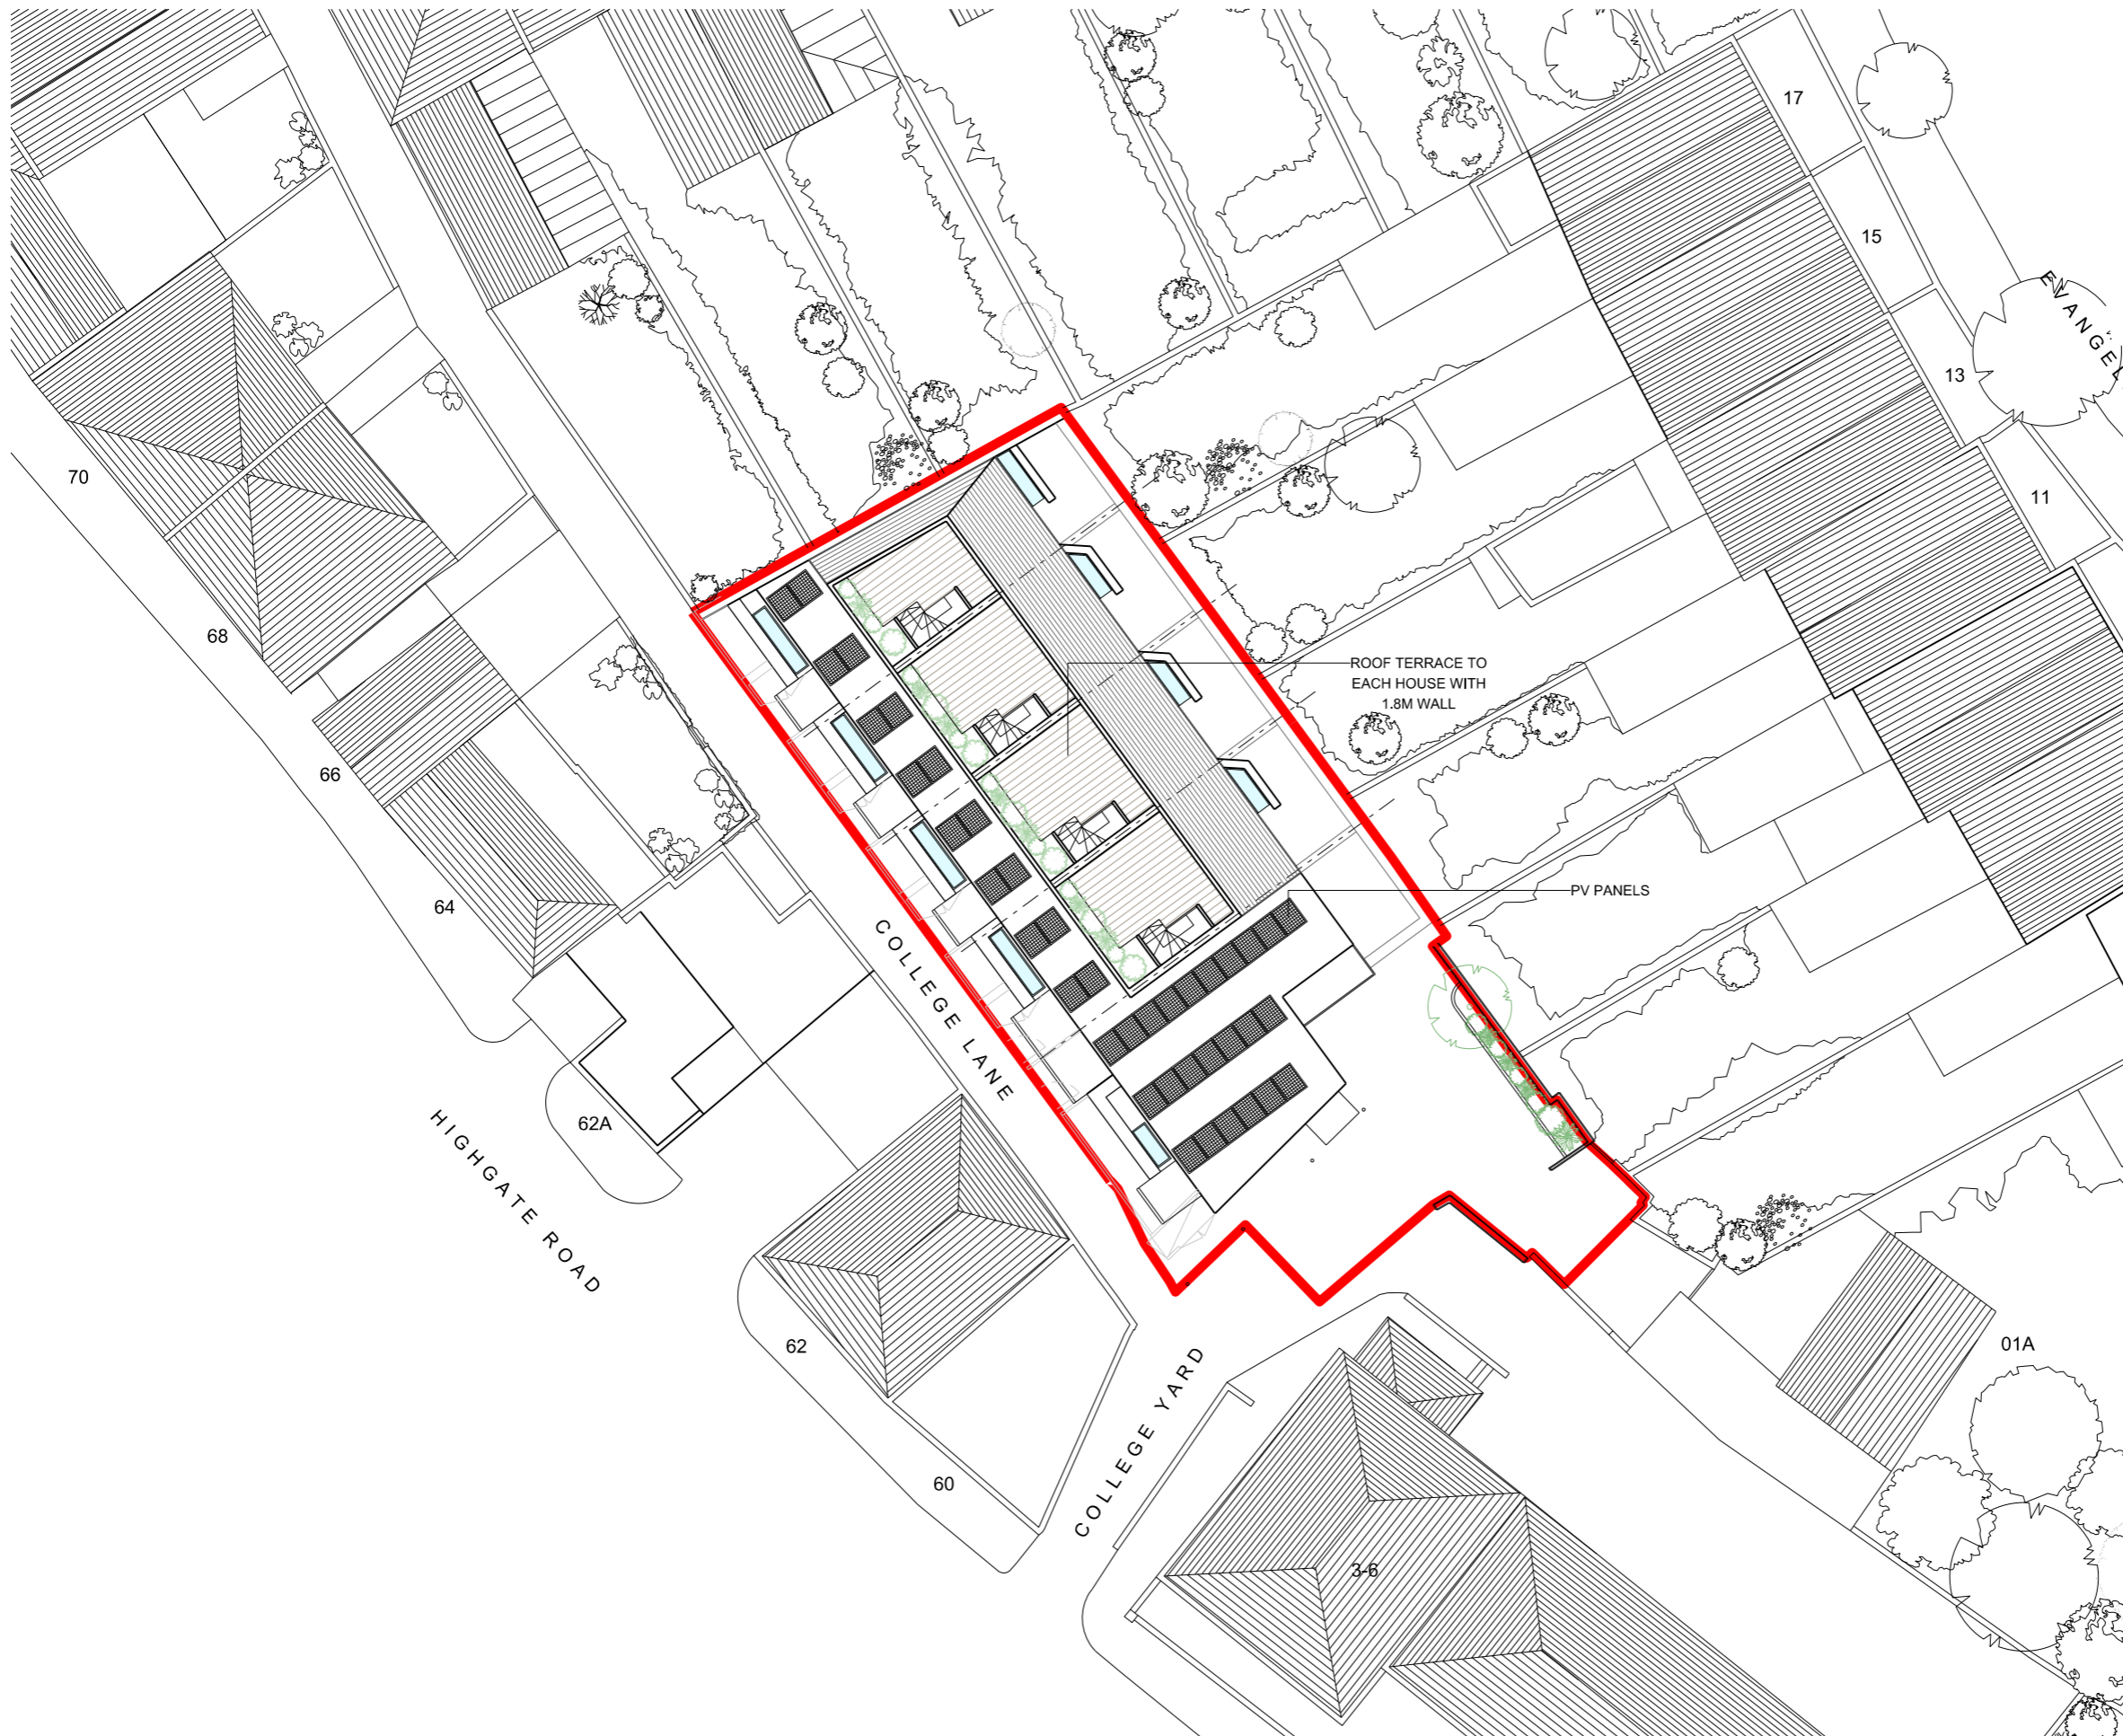 17
15
EVANGEL
13
11
70
68
66
64
ROOF TERRACE TO
EACH HOUSE WITH
1.8M WALL
PV PANELS
COLLEGE LANE
HIGHGATE ROAD
62A
62
60
COLLEGE YARD
3-6
01A